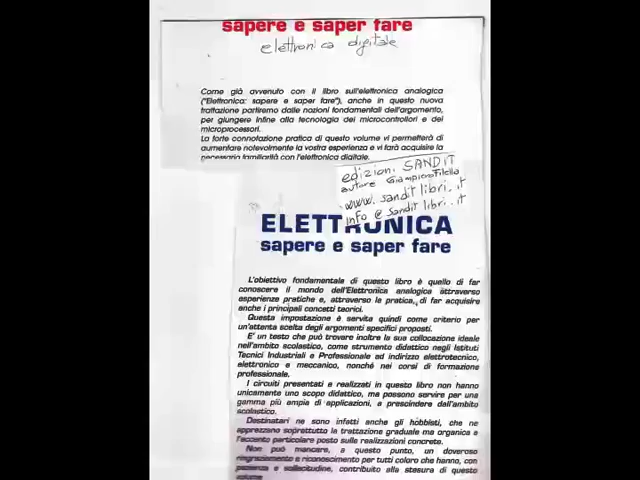 sapere e saper fare
elettronica digitale
Come già avvenuto con il libro sull'elettronica analogica
("Elettronica: sapere e saper fare"), anche in questo nuova
trattazione partiremo dalle nozioni fondamentali dell'argomento,
per giungere infine alla tecnologia dei microcontrollori e dei
microprocessori.
La forte connotazione pratica di questo volume vi permetterà di
aumentare notevolmente la vostra esperienza e vi farà acquisire la
necessaria familiarità con l'elettronica digitale.
edizioni SANDIT
autore Giampiero Filella
www.sandit libri.it
info @ sandit libri.it
ELETTRONICA
sapere e saper fare
L'obiettivo fondamentale di questo libro è quello di far
conoscere il mondo dell'Elettronica analogica attraverso
esperienze pratiche e, attraverso la pratica, di far acquisire
anche i principali concetti teorici.
Questa impostazione è servita quindi come criterio per
un'attenta scelta degli argomenti specifici proposti.
E' un testo che può trovare inoltre la sua collocazione ideale
nell'ambito scolastico, come strumento didattico negli Istituti
Tecnici Industriali e Professionale ad indirizzo elettrotecnico,
elettronico e meccanico, nonché nei corsi di formazione
professionale.
I circuiti presentati e realizzati in questo libro non hanno
unicamente uno scopo didattico, ma possono servire per una
gamma più ampia di applicazioni, a prescindere dall'ambito
scolastico.
Destinatari ne sono infatti anche gli hobbisti, che ne
apprezzano soprattutto la trattazione graduale ma organica e
l'accento particolare posto sulle realizzazioni concrete.
Non può mancare, a questo punto, un doveroso
ringraziamento e riconoscimento per tutti coloro che hanno, con
pazienza e sollecitudine, contribuito alla stesura di questo
volume